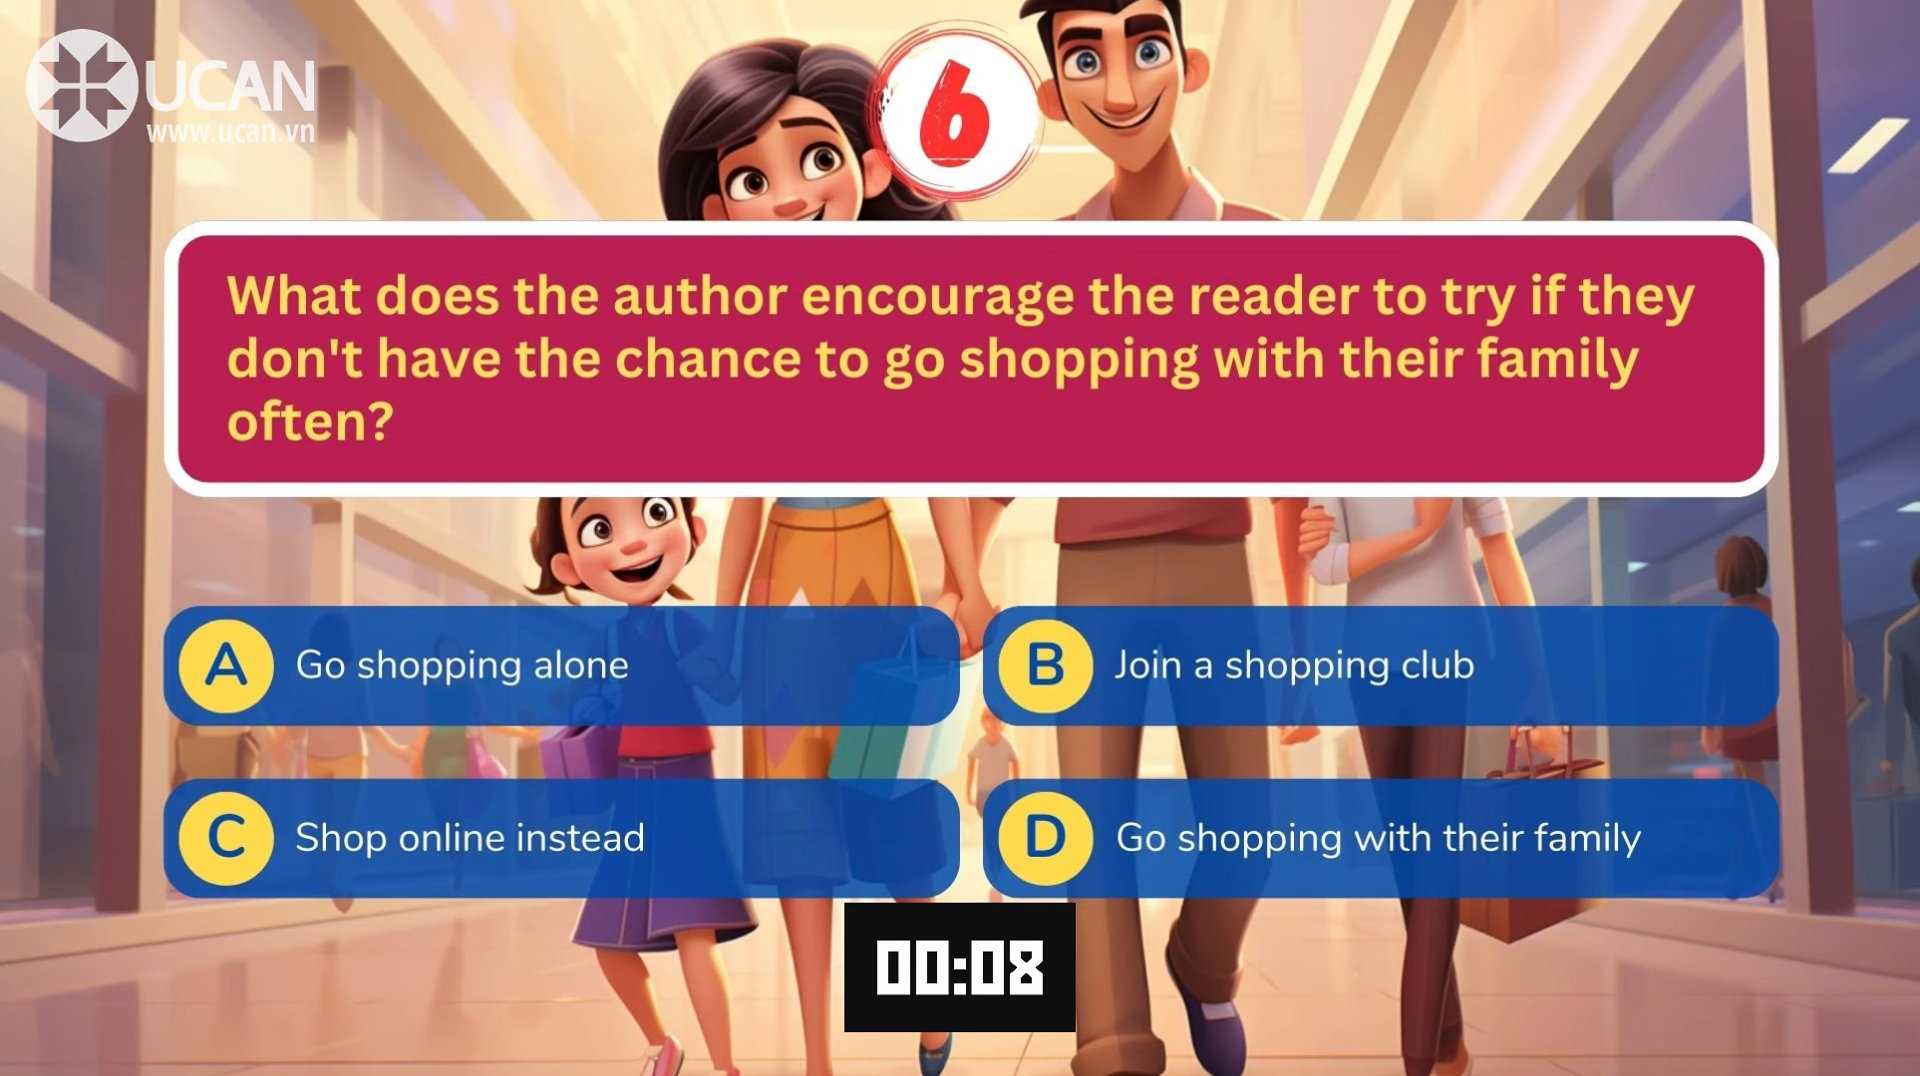 UCAN
www.ucan.vn
6
What does the author encourage the reader to try if they
don't have the chance to go shopping with their family
often?
A Go shopping alone
B Join a shopping club
C Shop online instead
D Go shopping with their family
00:08